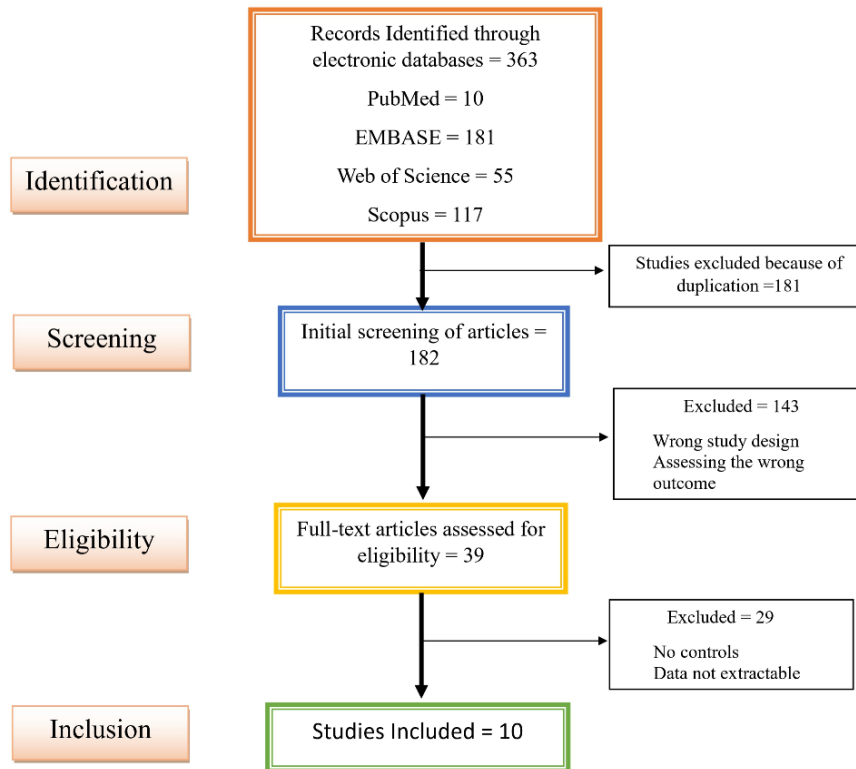 Records Identified through
electronic databases = 363
PubMed = 10
EMBASE = 181
Web of Science = 55
Scopus = 117
Identification
Studies excluded because of
duplication =181
Screening
Initial screening of articles =
182
Excluded = 143
Wrong study design
Assessing the wrong
outcome
Eligibility
Full-text articles assessed for
eligibility = 39
Excluded = 29
No controls
Data not extractable
Inclusion
Studies Included = 10